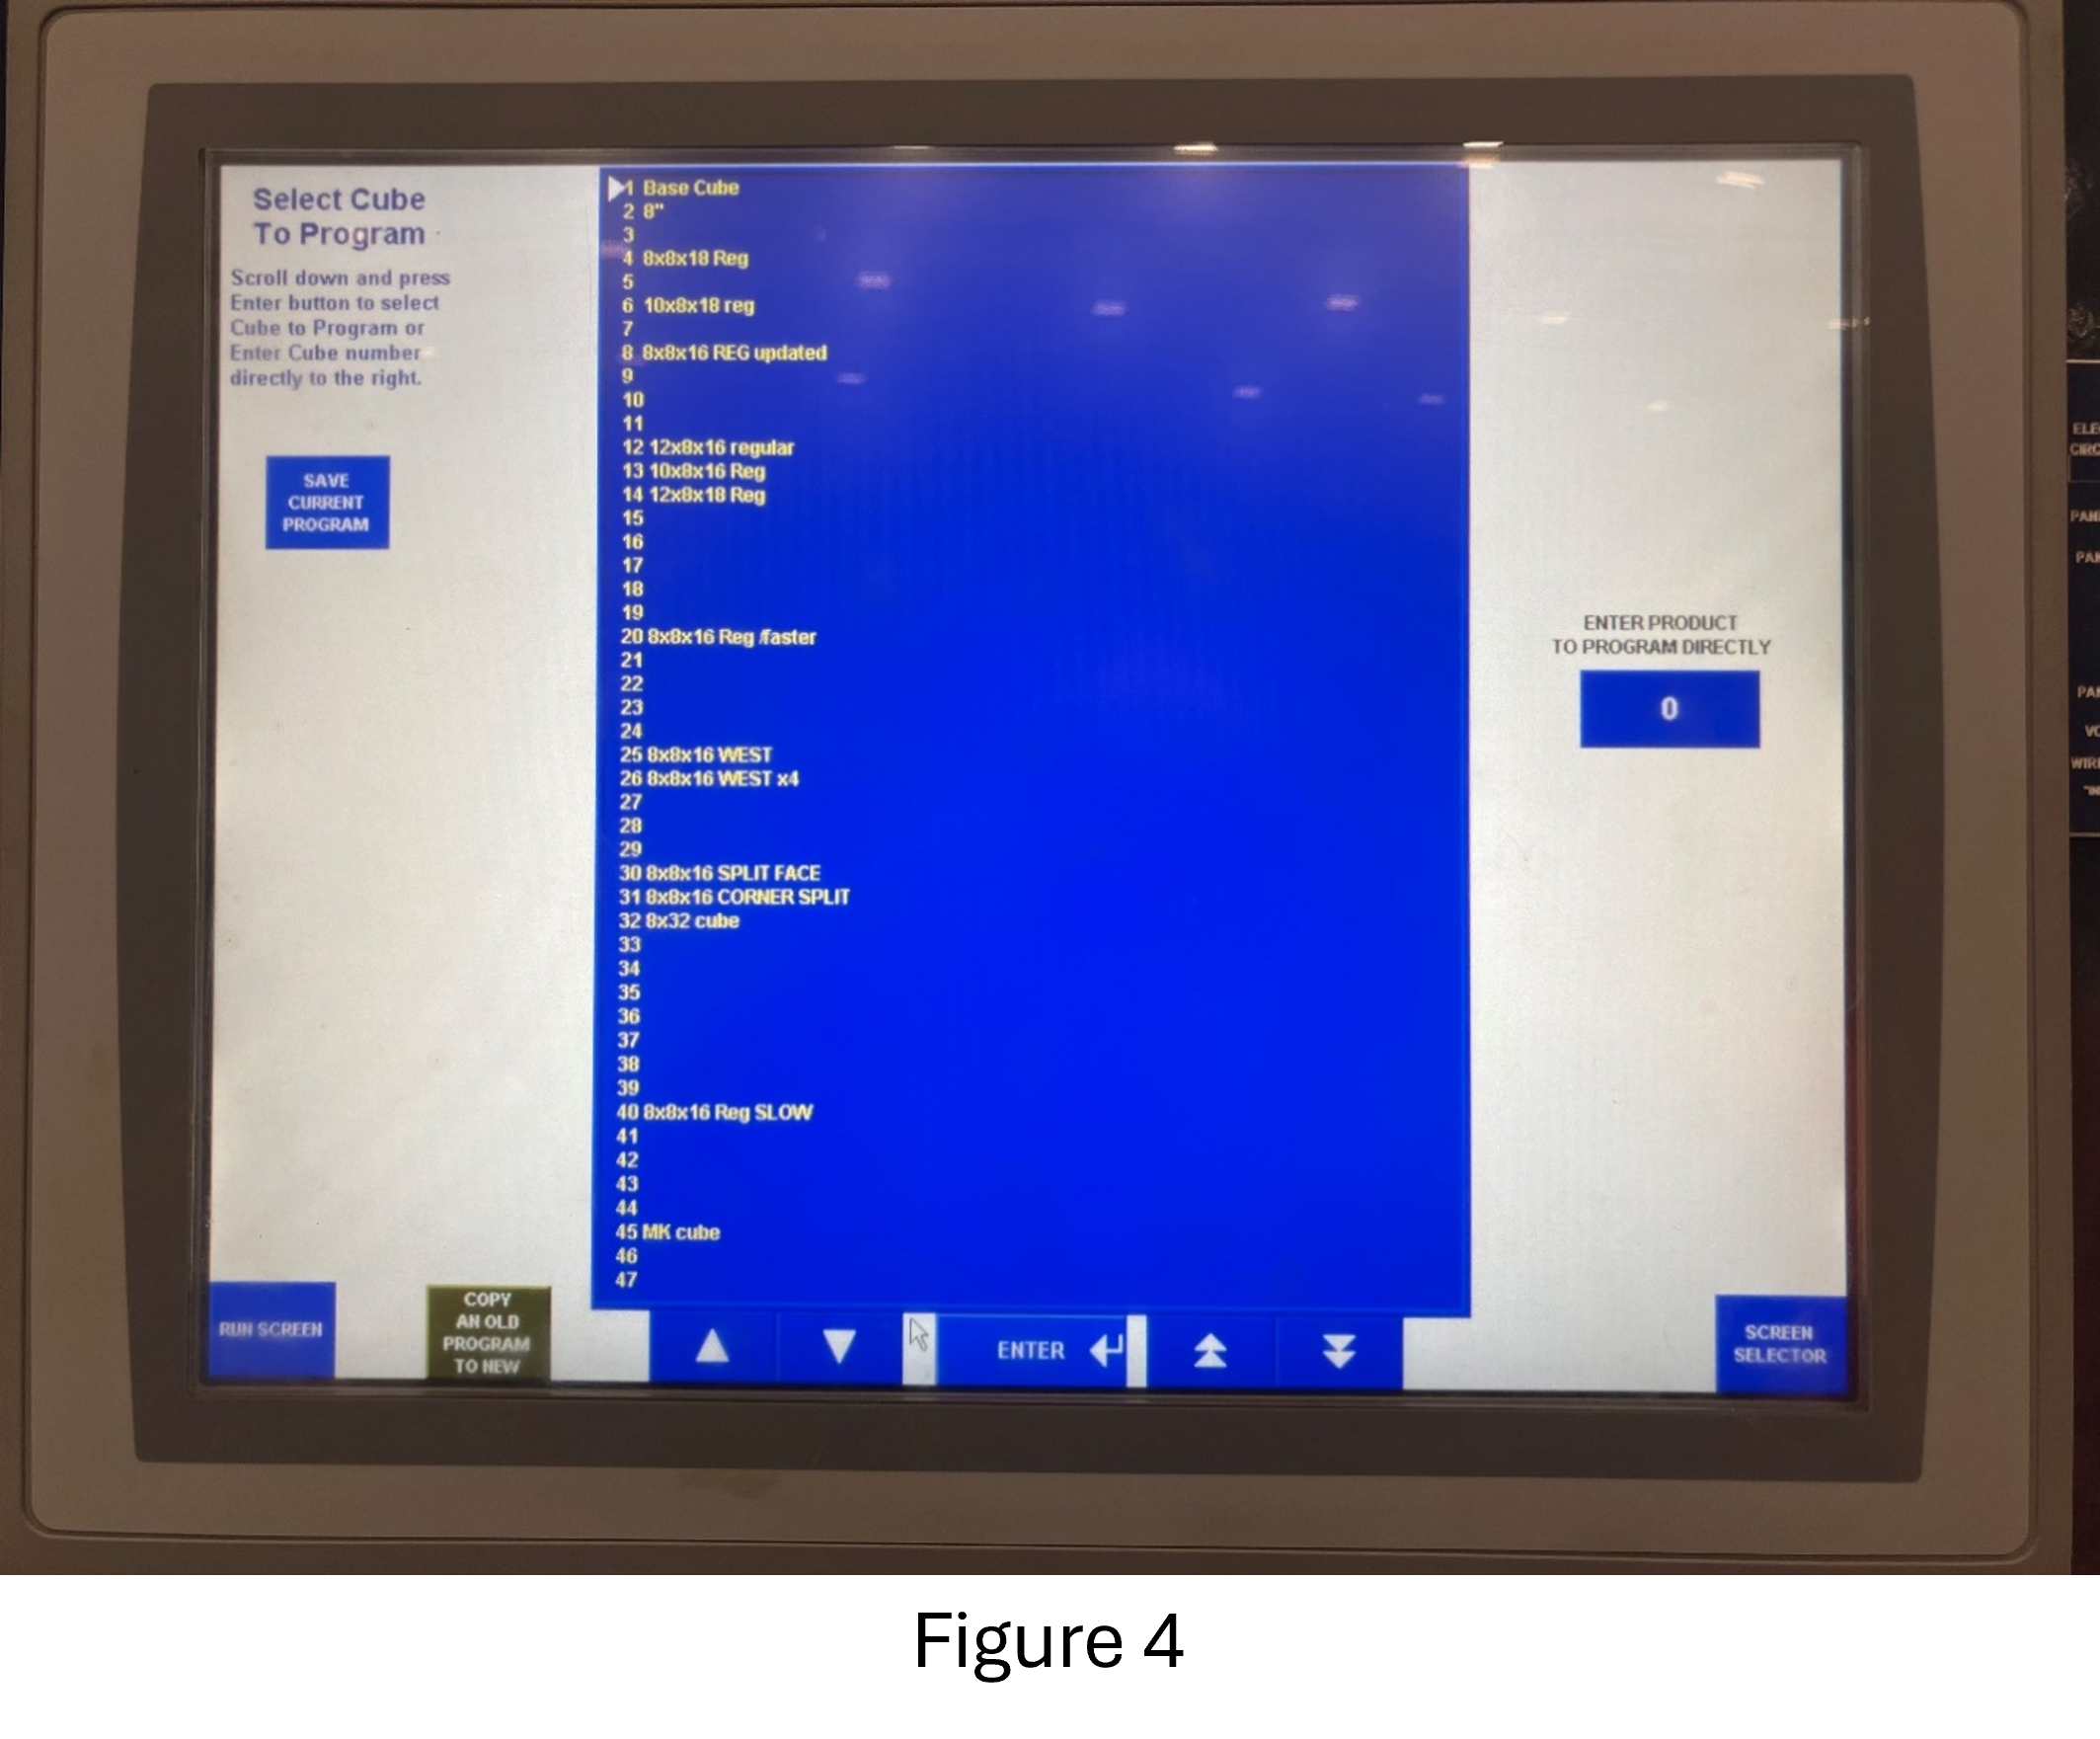 Select Cube
To Program
Scroll down and press
Enter button to select
Cube to Program or
Enter Cube number
directly to the right.
SAVE
CURRENT
PROGRAM
1 Base Cube
2 8"
3
4 8x8x18 Reg
5
6 10x8x18 reg
7
8 8x8x16 REG updated
9
10
11
12 12x8x16 regular
13 10x8x16 Reg
14 12x8x18 Reg
15
16
17
18
19
20 8x8x16 Reg /faster
21
22
23
24
25 8x8x16 WEST
26 8x8x16 WEST x4
27
28
29
30 8x8x16 SPLIT FACE
31 8x8x16 CORNER SPLIT
32 8x32 cube
33
34
35
36
37
38
39
40 8x8x16 Reg SLOW
41
42
43
44
45 MK cube
46
47
ENTER PRODUCT
TO PROGRAM DIRECTLY
0
RUN SCREEN
COPY
AN OLD
PROGRAM
TO NEW
ENTER
SCREEN
SELECTOR
Figure 4